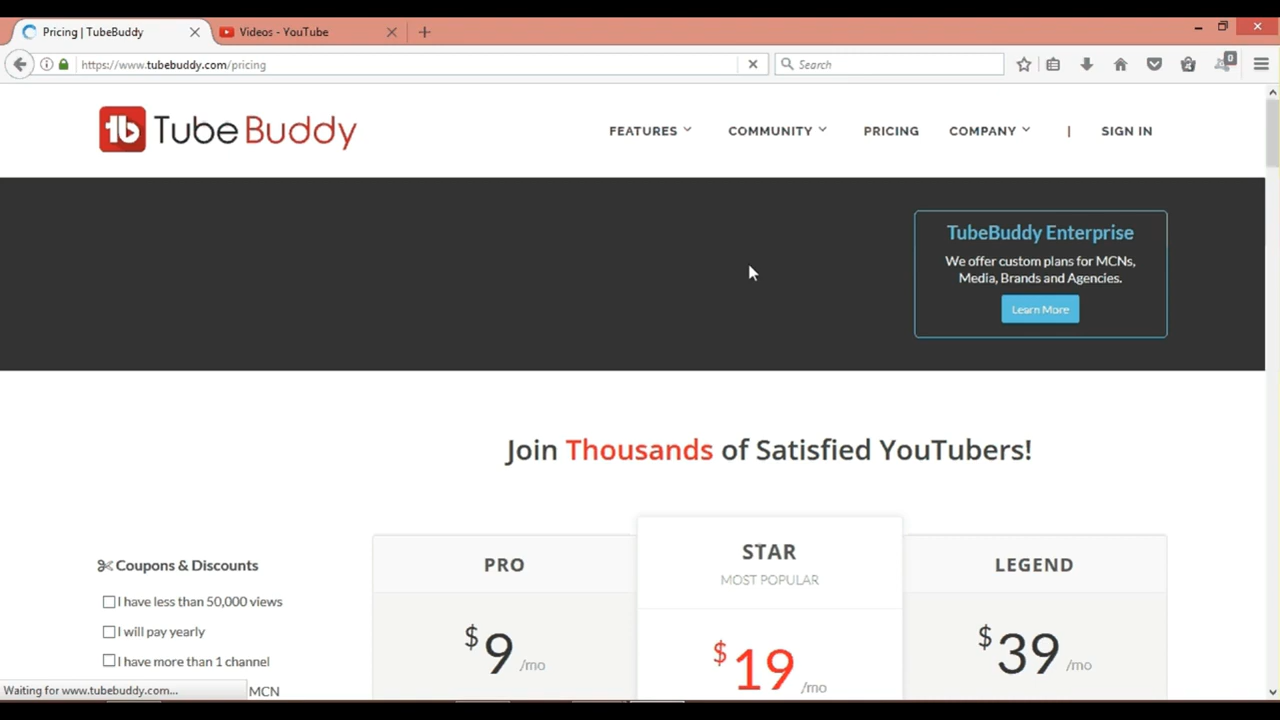 Pricing | TubeBuddy
Videos - YouTube
https://www.tubebuddy.com/pricing
Search
0
tb TubeBuddy
FEATURES
COMMUNITY
PRICING
COMPANY
|
SIGN IN
TubeBuddy Enterprise
We offer custom plans for MCNs,
Media, Brands and Agencies.
Learn More
Join Thousands of Satisfied YouTubers!
Coupons & Discounts
I have less than 50,000 views
I will pay yearly
I have more than 1 channel
MCN
PRO
$9 /mo
STAR
MOST POPULAR
$19 /mo
LEGEND
$39 /mo
Waiting for www.tubebuddy.com...